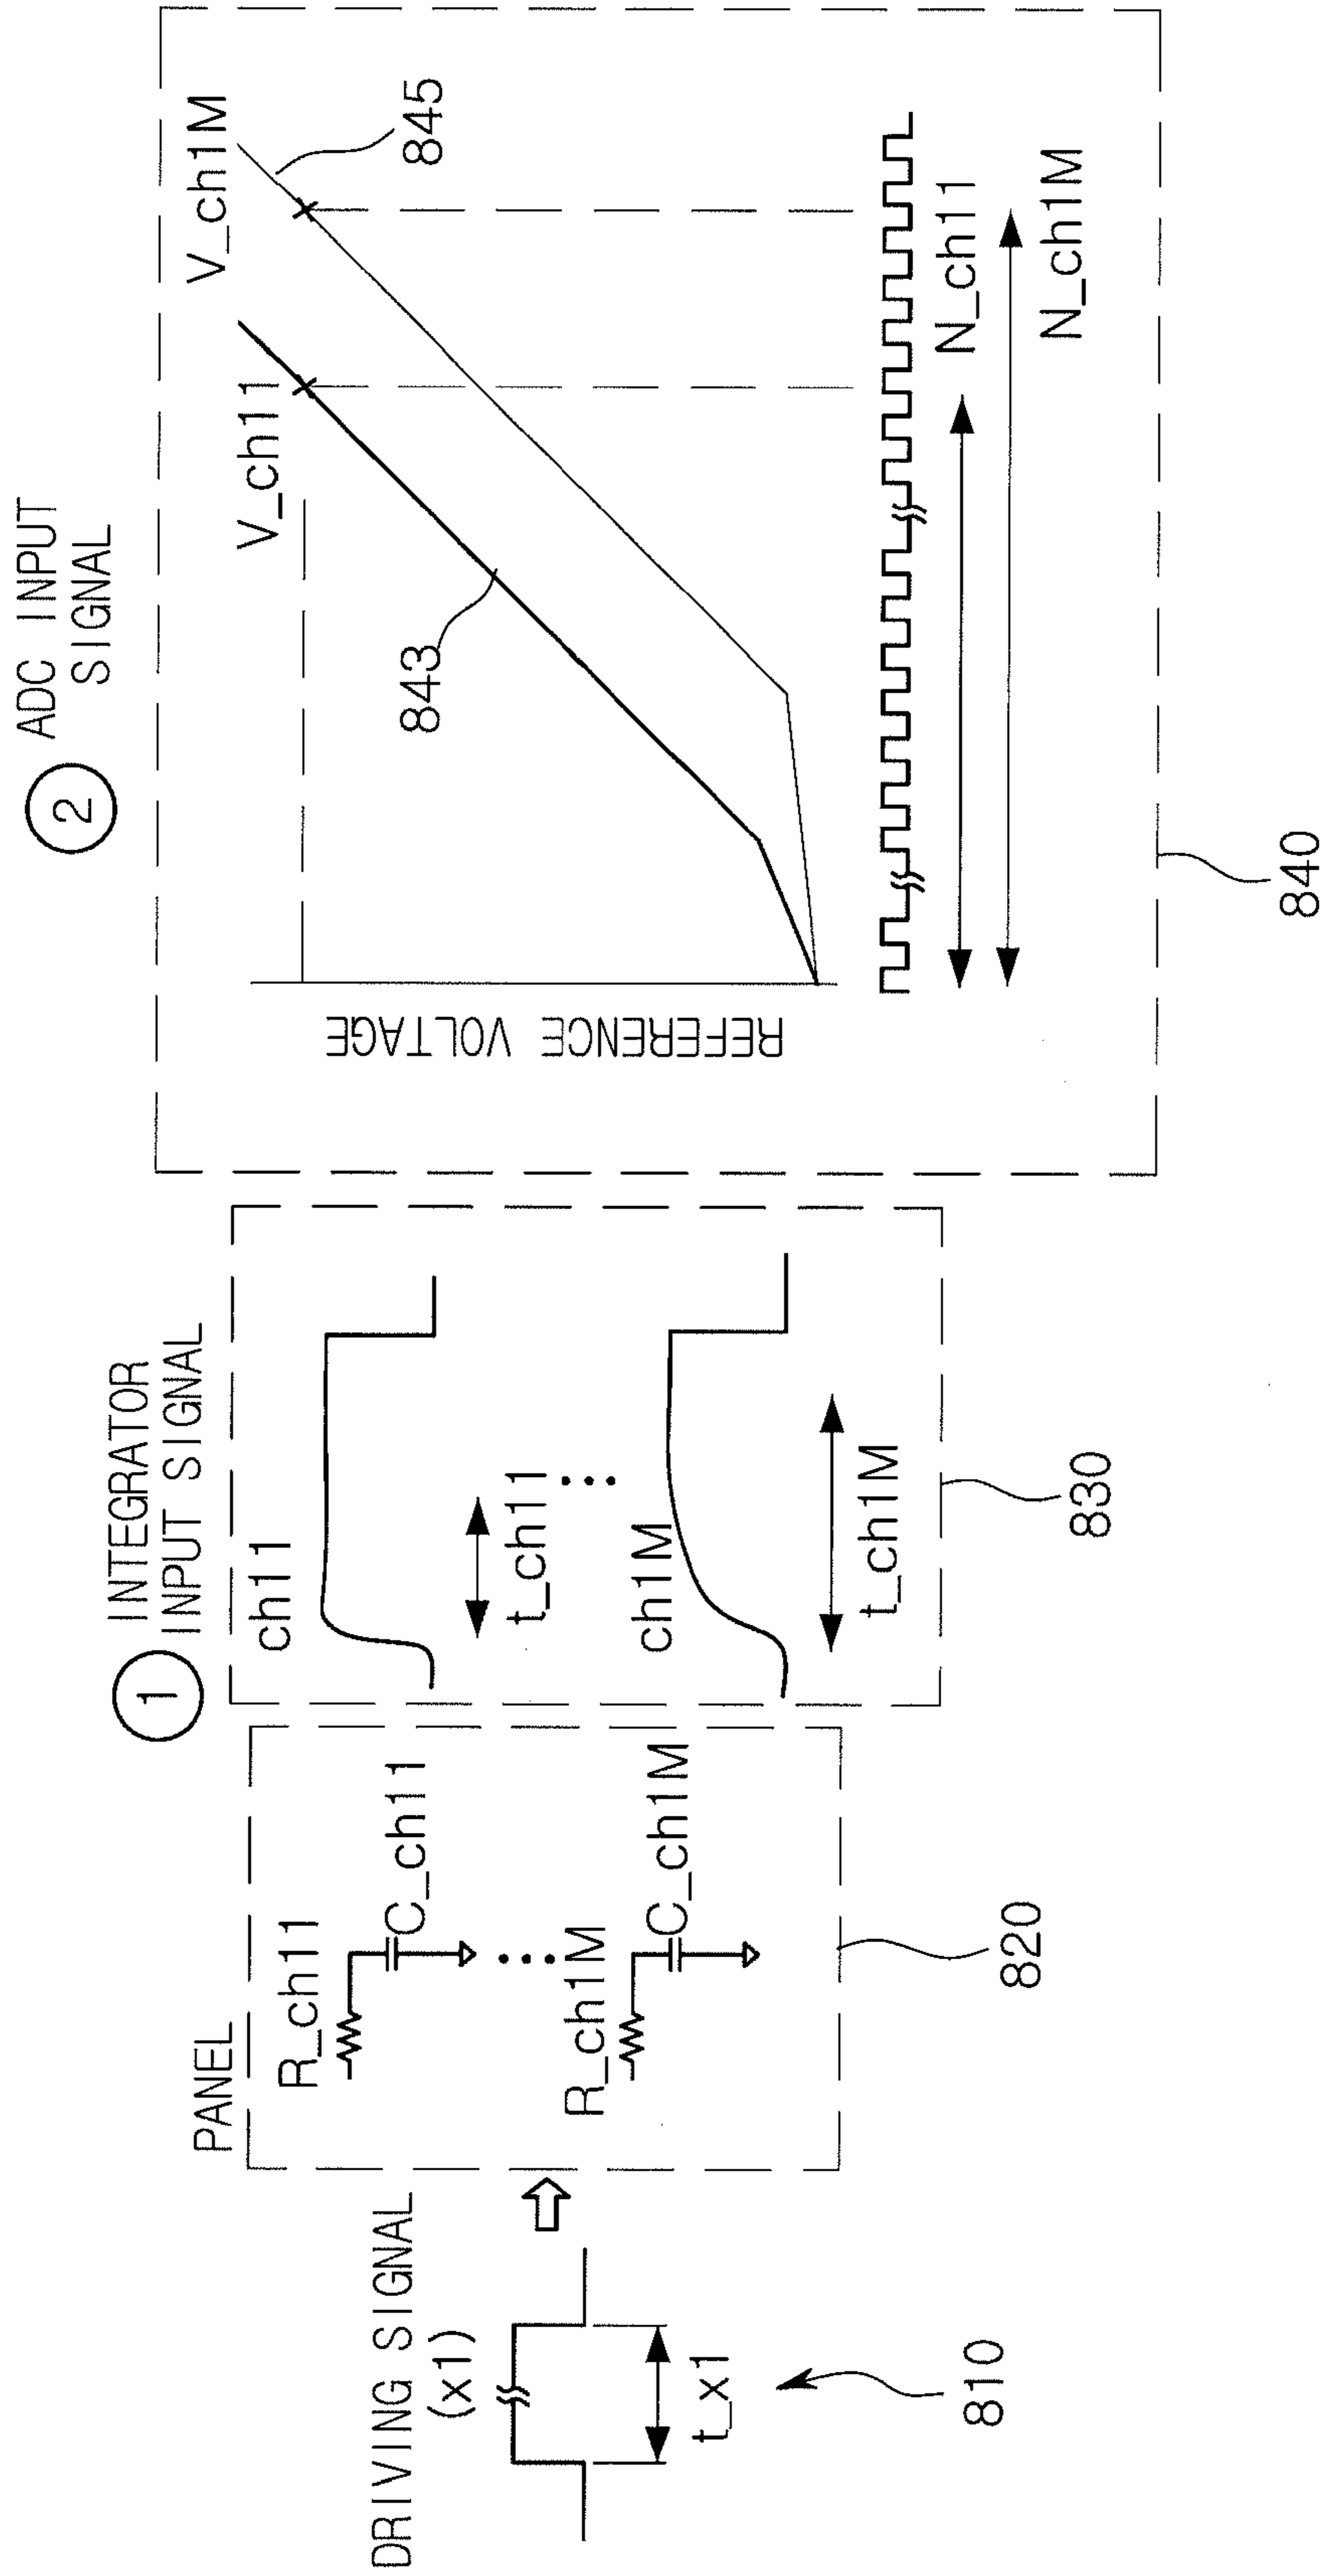 DRIVING SIGNAL
(x1)
t_x1
810
PANEL
R_ch11
C_ch11
R_ch1M
C_ch1M
820
1
INTEGRATOR
INPUT SIGNAL
ch11
t_ch11
ch1M
t_ch1M
830
2
ADC INPUT
SIGNAL
REFERENCE VOLTAGE
V_ch11
V_ch1M
843
845
N_ch11
N_ch1M
840